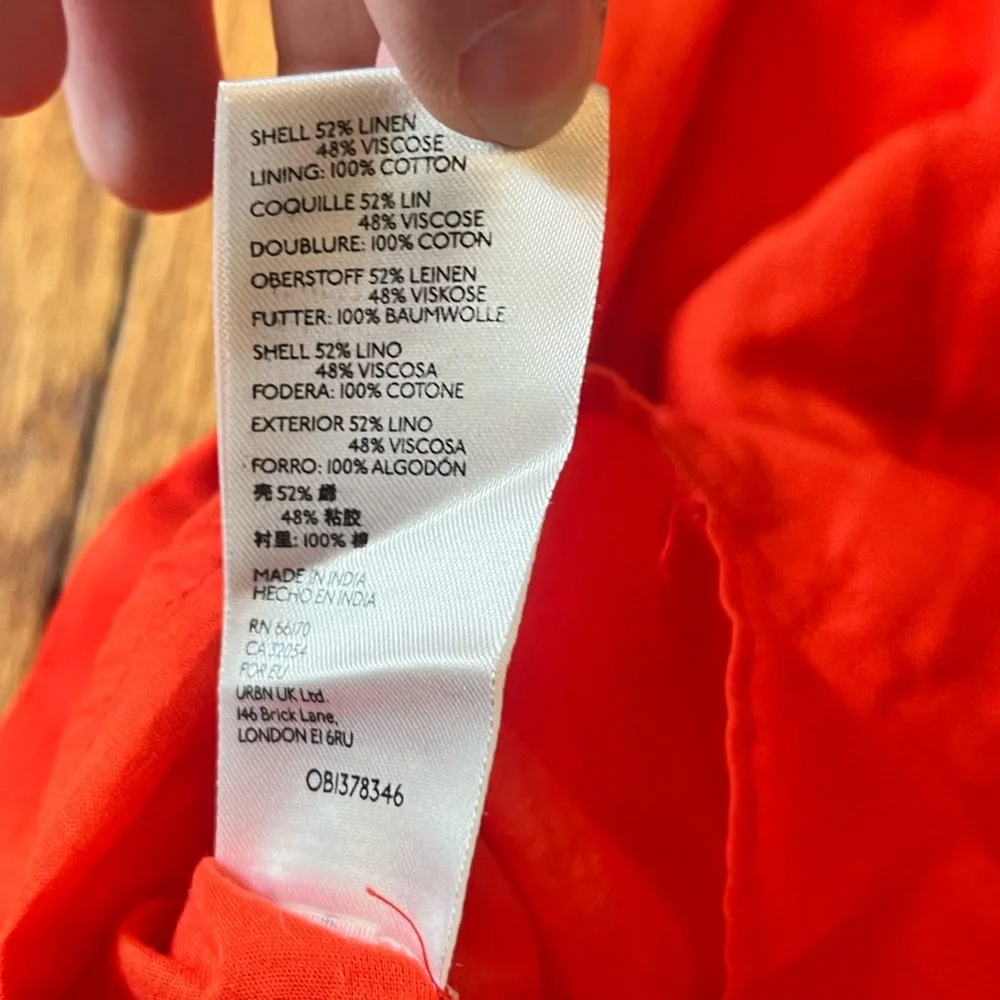 SHELL 52% LINEN
48% VISCOSE
LINING: 100% COTTON
COQUILLE 52% LIN
48% VISCOSE
DOUBLURE: 100% COTON
OBERSTOFF 52% LEINEN
48% VISKOSE
FUTTER: 100% BAUMWOLLE
SHELL 52% LINO
48% VISCOSA
FODERA: 100% COTONE
EXTERIOR 52% LINO
48% VISCOSA
FORRO: 100% ALGODÓN
壳 52%
48% 粘胶
衬里: 100% 棉
MADE IN INDIA
HECHO EN INDIA
RN 66170
CA 32054
FOR EU
URBN UK Ltd.
146 Brick Lane,
LONDON E1 6RU
OB1378346